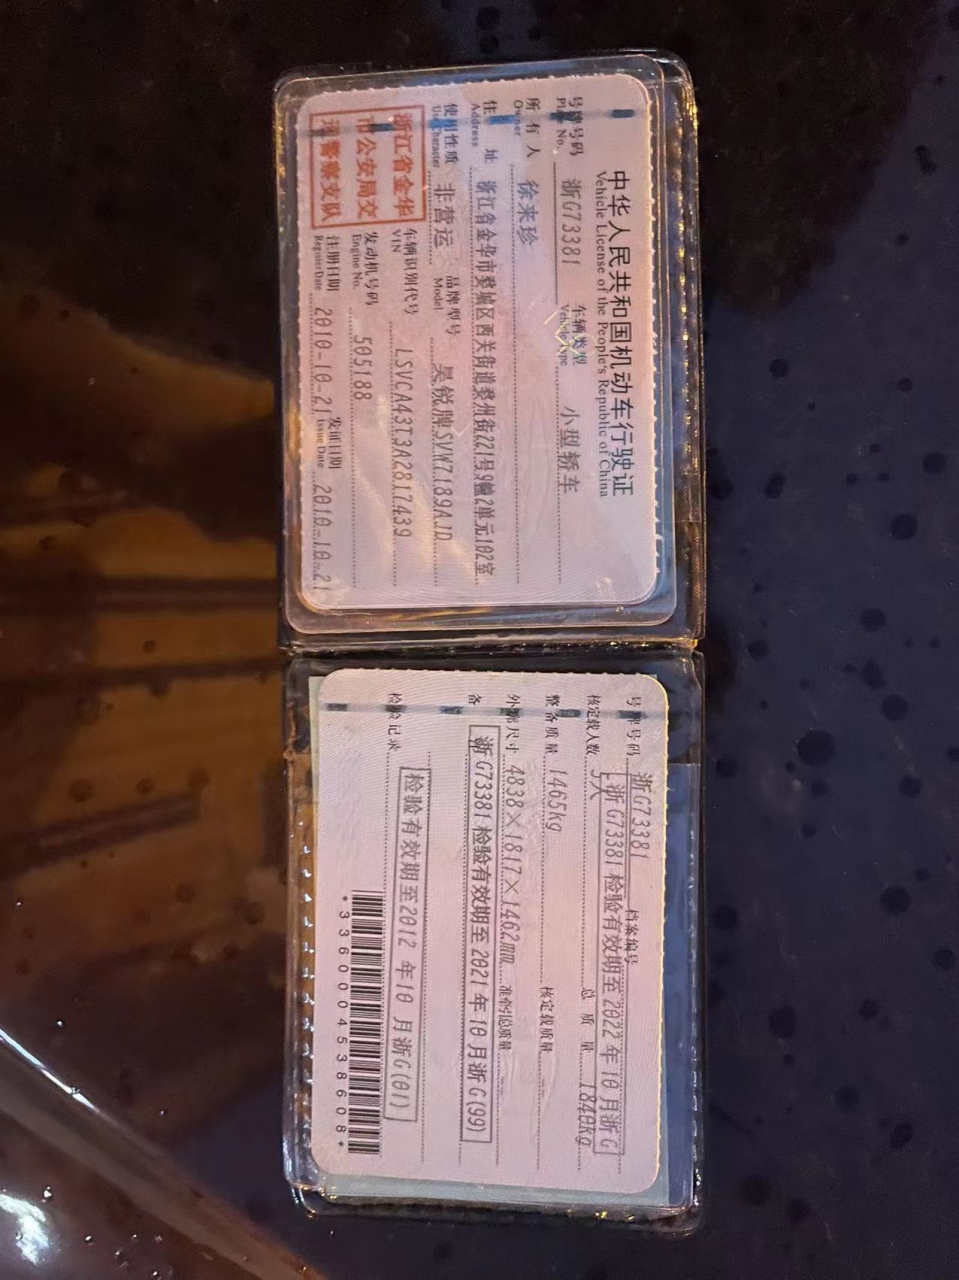 中华人民共和国机动车行驶证
Vehicle License of the People's Republic of China
号牌号码 浙G73381 车辆类型 小型轿车
Plate No. Vehicle Type
所有人 徐来珍
Owner
住址 浙江省金华市婺城区西关街道婺州街221号9幢2单元102室
Address
使用性质 非营运 品牌型号 昊锐牌SVW7189AJD
Use Character Model
浙江省金华
市公安局交
通警察支队
车辆识别代号 LSVCA43T3A2817439
VIN
发动机号码 505188
Engine No.
注册日期 2010-10-21 发证日期 2010-10-21
Register Date Issue Date
号牌号码 浙G73381 档案编号
浙G73381检验有效期至2022年10月浙G
核定载人数 5人 总质量 1840kg
整备质量 1465kg 核定载质量 --
外廓尺寸 4838×1817×1462mm 准牵引总质量 --
备
浙G73381检验有效期至2021年10月浙G(99)
检验记录
检验有效期至2012年10月浙G(01)
*3360004538608*